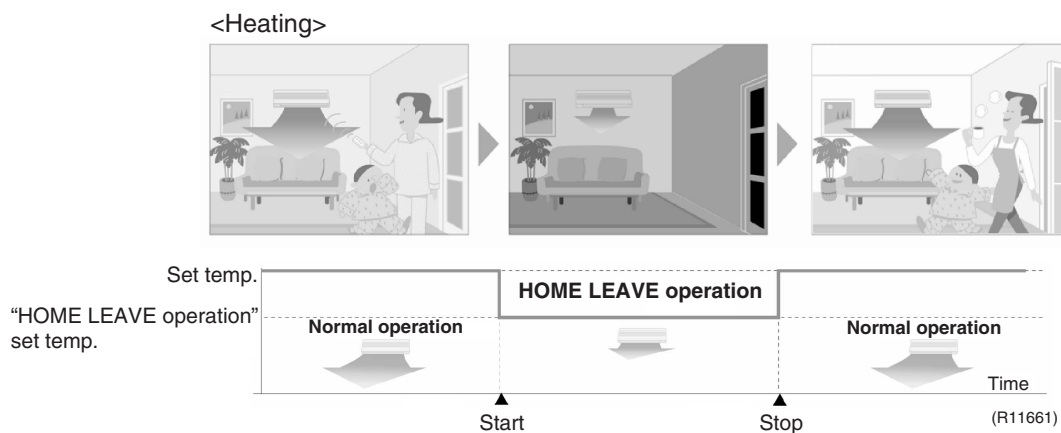 <Heating>
Set temp.
HOME LEAVE operation
“HOME LEAVE operation”
set temp.
Normal operation
Normal operation
Time
Start
Stop
(R11661)